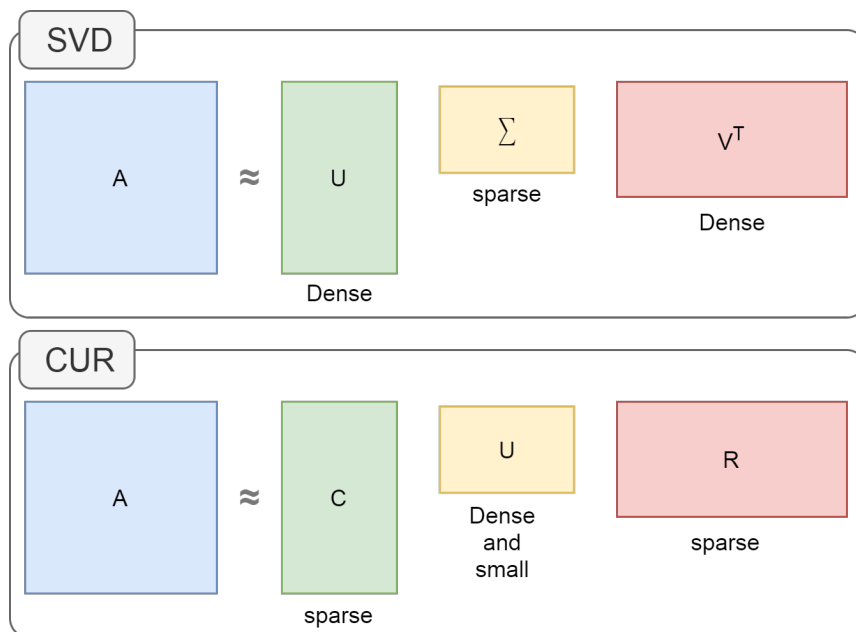 SVD
A
≈
U
∑
V^T
sparse
Dense
Dense
CUR
A
≈
C
U
R
Dense
and
small
sparse
sparse